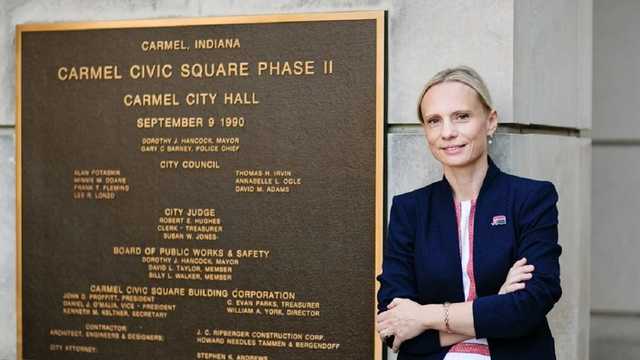 CARMEL, INDIANA
CARMEL CIVIC SQUARE PHASE II
CARMEL CITY HALL
SEPTEMBER 9 1990
DOROTHY J. HANCOCK, MAYOR
GARY C BARNEY, POLICE CHIEF
CITY COUNCIL
ALAN POTASNIK
MINNIE M. DOANE
FRANK T. FLEMING
LEE R. LONZO
THOMAS H. IRVIN
ANNABELLE L. OGLE
DAVID M. ADAMS
CITY JUDGE
ROBERT E. HUGHES
CLERK - TREASURER
SUSAN W. JONES
BOARD OF PUBLIC WORKS & SAFETY
DOROTHY J. HANCOCK, MAYOR
DAVID L. TAYLOR, MEMBER
BILLY L. WALKER, MEMBER
CARMEL CIVIC SQUARE BUILDING CORPORATION
JOHN D. PROFFITT, PRESIDENT
DANIEL J. O'MALIA, VICE - PRESIDENT
KENNETH M. KELTNER, SECRETARY
C. EVAN PARKS, TREASURER
WILLIAM A. YORK, DIRECTOR
CONTRACTOR
J. C. RIPBERGER CONSTRUCTION CORP.
ARCHITECT, ENGINEERS & DESIGNERS:
HOWARD NEEDLES TAMMEN & BERGENDOFF
CITY ATTORNEY:
STEPHEN K. ANDREWS